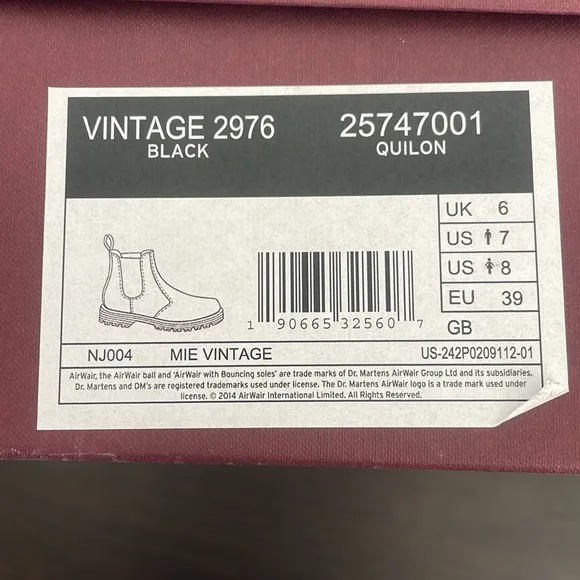 VINTAGE 2976 25747001
BLACK QUILON
UK 6
US 7
US 8
EU 39
GB
1 90665 32560 7
NJ004 MIE VINTAGE US-242P0209112-01
AirWair, the AirWair ball and 'AirWair with Bouncing soles' are trade marks of Dr. Martens AirWair Group Ltd and its subsidiaries.
Dr. Martens and DM's are registered trademarks used under license. The Dr. Martens AirWair logo is a trade mark used under
license. © 2014 AirWair International Limited. All Rights Reserved.